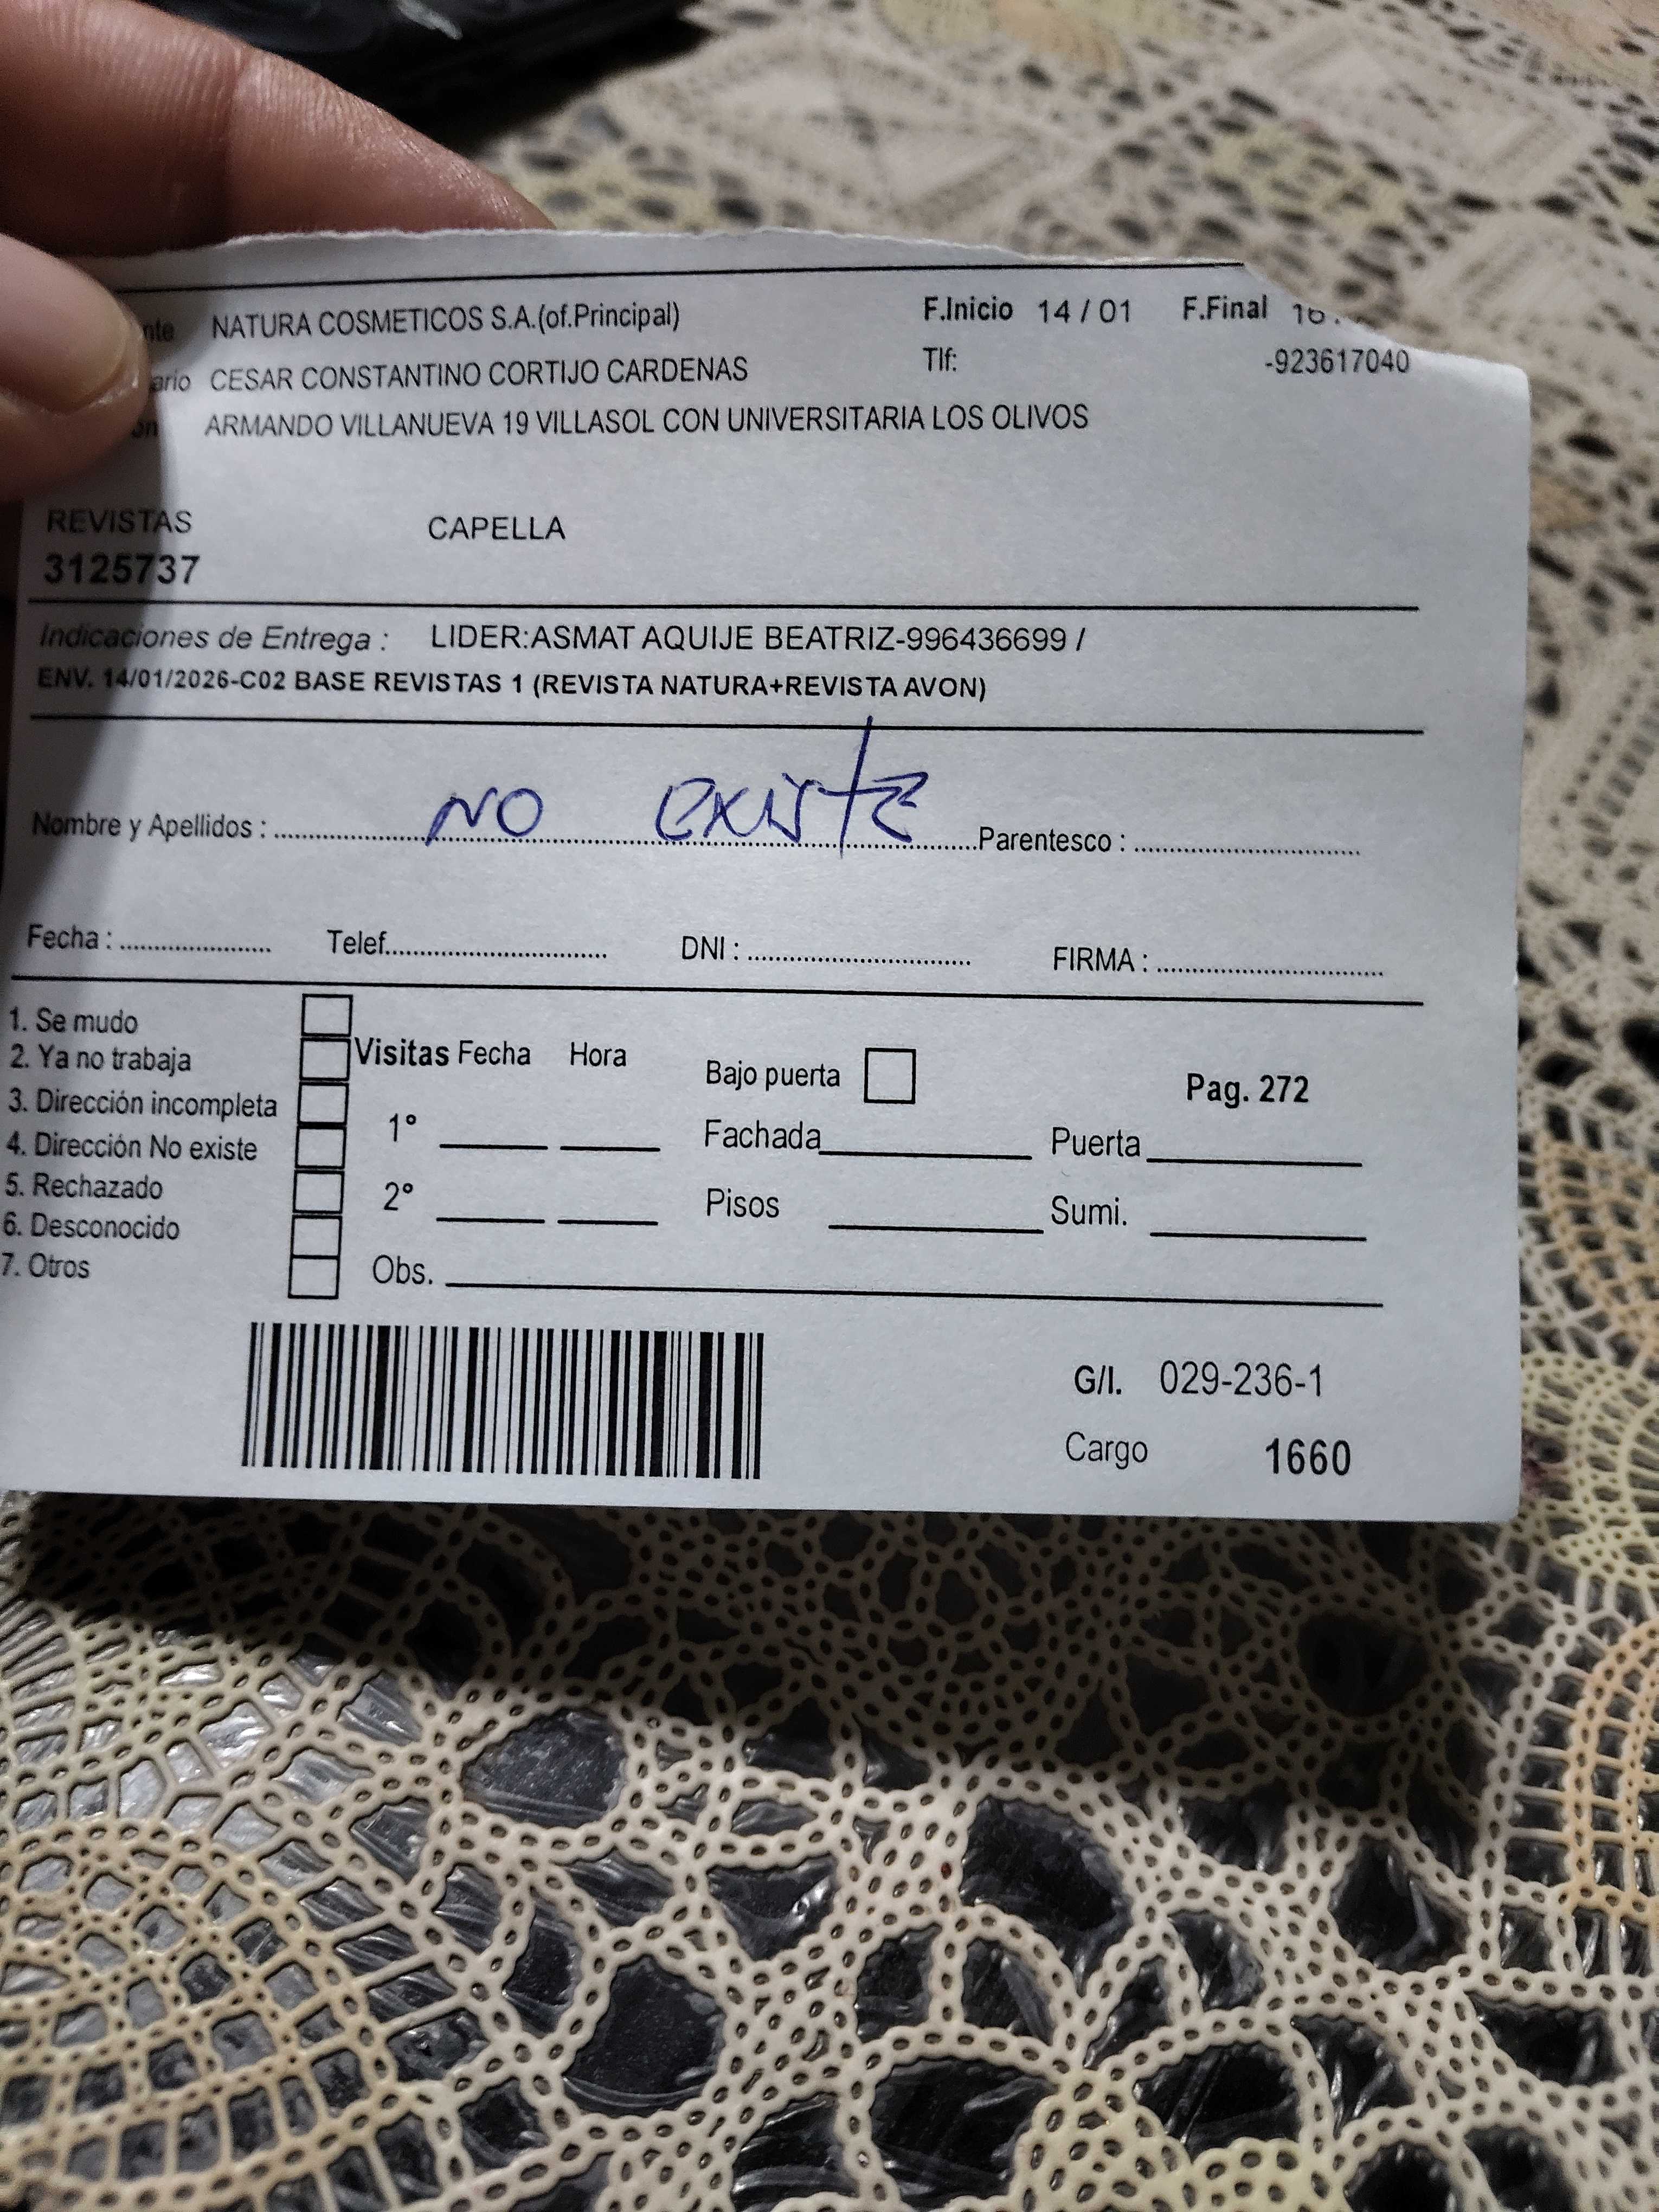 NATURA COSMETICOS S.A.(of.Principal) F.Inicio 14 / 01 F.Final
CESAR CONSTANTINO CORTIJO CARDENAS Tlf: -923617040
ARMANDO VILLANUEVA 19 VILLASOL CON UNIVERSITARIA LOS OLIVOS
REVISTAS CAPELLA
3125737
Indicaciones de Entrega : LIDER:ASMAT AQUIJE BEATRIZ-996436699 /
ENV. 14/01/2026-C02 BASE REVISTAS 1 (REVISTA NATURA+REVISTA AVON)
Nombre y Apellidos : NO EXISTE Parentesco :
Fecha : Telef. DNI : FIRMA :
1. Se mudo
2. Ya no trabaja Visitas Fecha Hora Bajo puerta Pag. 272
3. Dirección incompleta 1° Fachada Puerta
4. Dirección No existe
5. Rechazado 2° Pisos Sumi.
6. Desconocido
7. Otros Obs.
G/I. 029-236-1
Cargo 1660